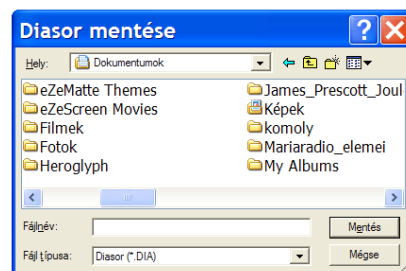 Diasor mentése
Hely: Dokumentumok
eZeMatte Themes
eZeScreen Movies
Filmek
Fotok
Heroglyph
James_Prescott_Joul
Képek
komoly
Mariaradio_elemei
My Albums
Fájlnév: Mentés
Fájl típusa: Diasor (*.DIA) Mégse